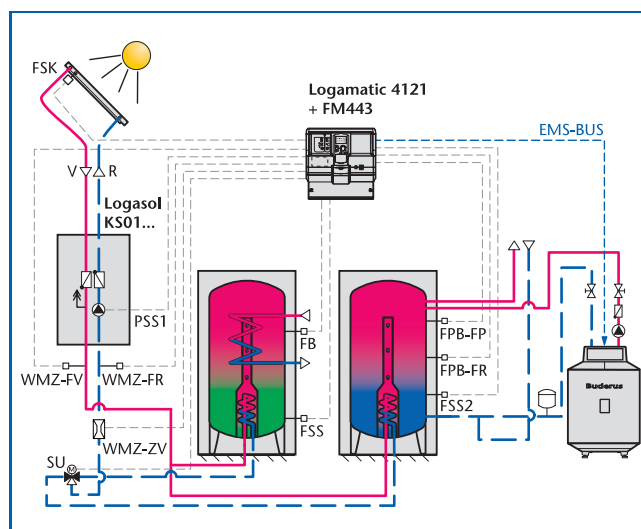 FSK
Logamatic 4121
+ FM443
EMS-BUS
V
R
Logasol
KS01...
PSS1
FB
FPB-FP
WMZ-FV
WMZ-FR
FPB-FR
Buderus
FSS
FSS2
WMZ-ZV
SU
M